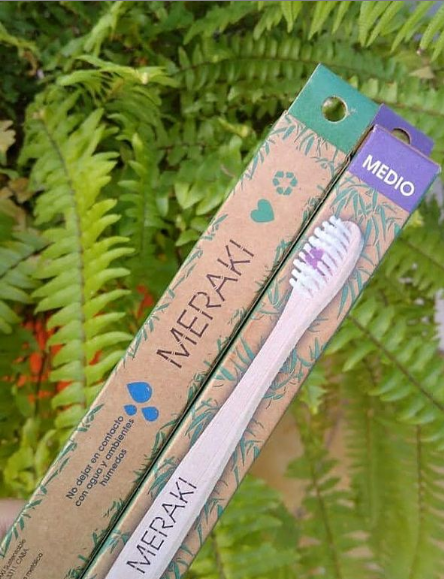 MEDIO
MERAKI
No dejar en contacto
con agua y ambientes
húmedos
MERAKI